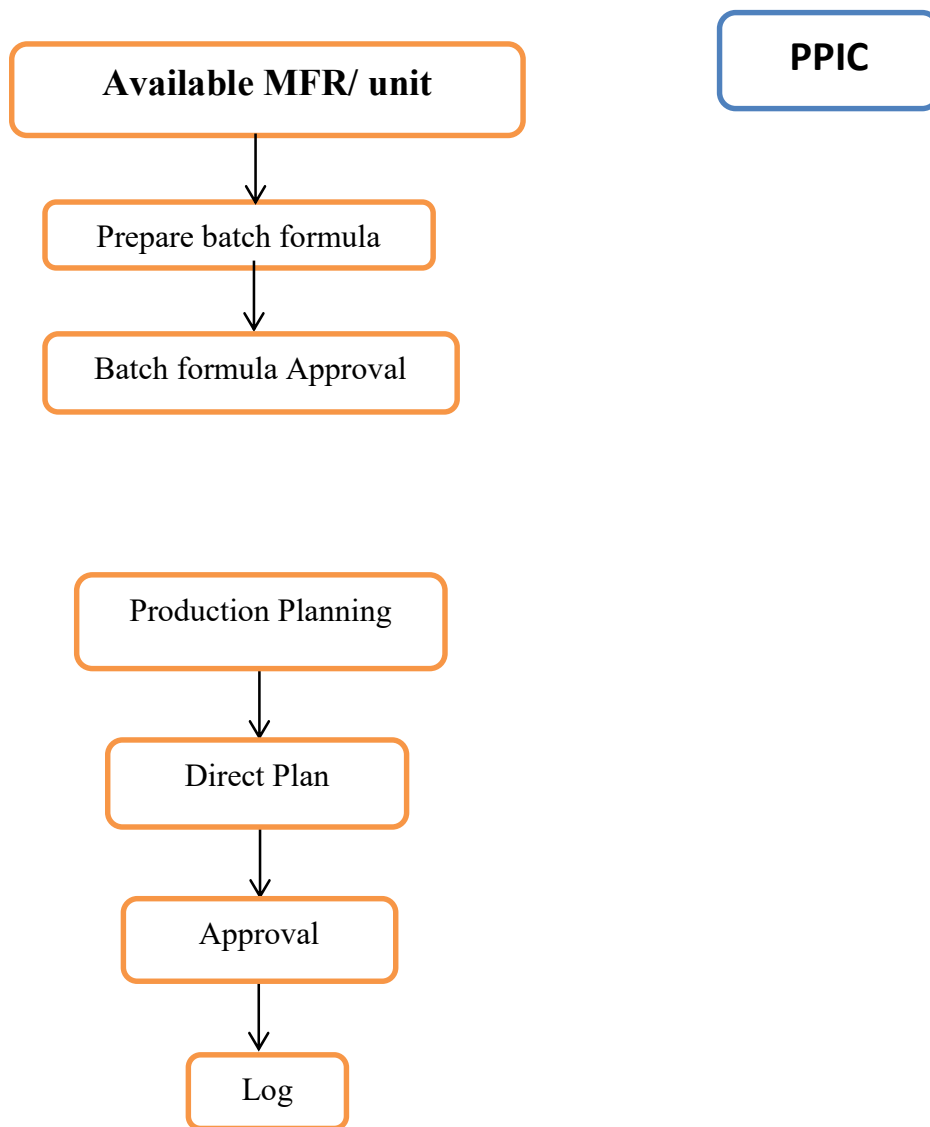 PPIC
Available MFR/ unit
Prepare batch formula
Batch formula Approval
Production Planning
Direct Plan
Approval
Log